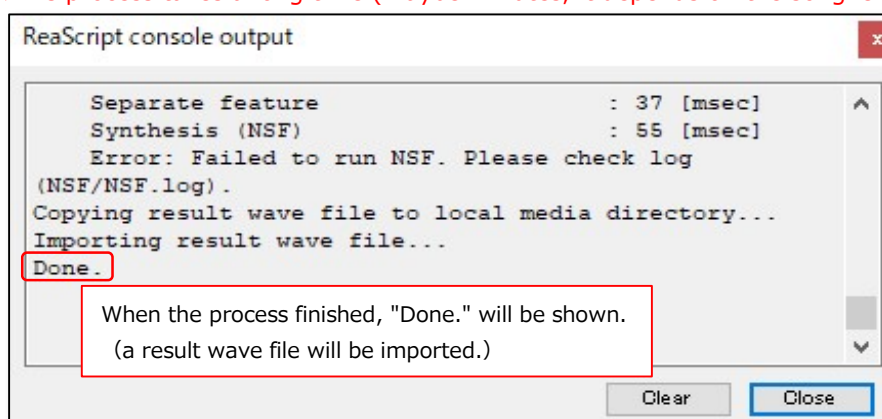 ReaScript console output
x
Separate feature : 37 [msec]
Synthesis (NSF) : 55 [msec]
Error: Failed to run NSF. Please check log
(NSF/NSF.log).
Copying result wave file to local media directory...
Importing result wave file...
Done.
When the process finished, "Done." will be shown.
(a result wave file will be imported.)
Clear
Close